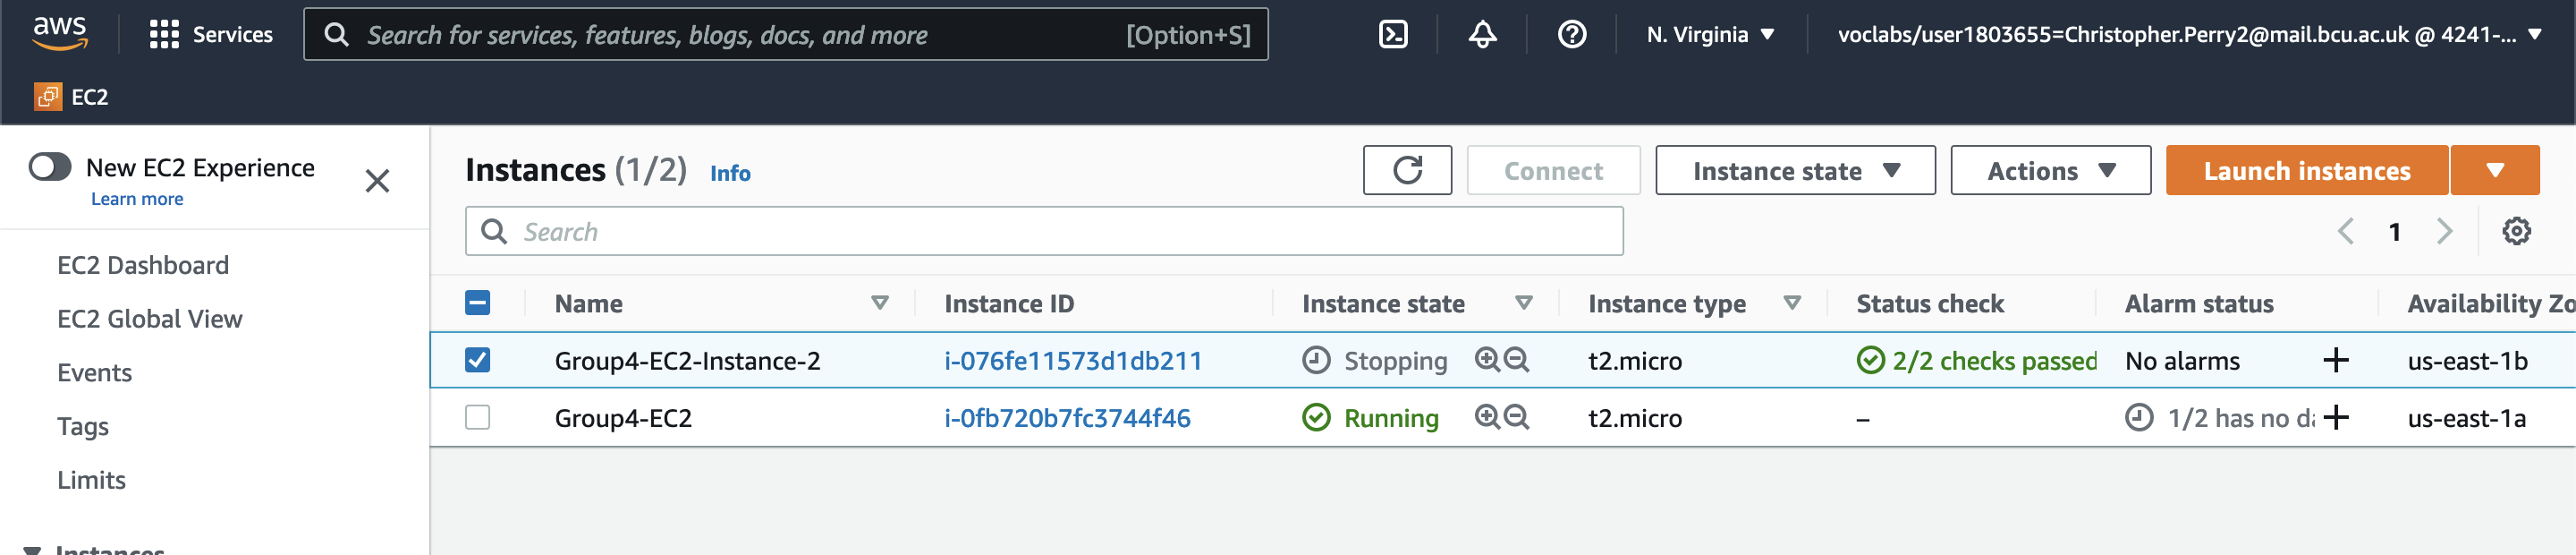 aws
Services
Search for services, features, blogs, docs, and more
[Option+S]
N. Virginia
voclabs/user1803655=Christopher.Perry2@mail.bcu.ac.uk @ 4241-...
EC2
New EC2 Experience
Learn more
EC2 Dashboard
EC2 Global View
Events
Tags
Limits
Instances
Instances (1/2) Info
Connect
Instance state
Actions
Launch instances
Search
1
Name Instance ID Instance state Instance type Status check Alarm status Availability Zo
Group4-EC2-Instance-2 i-076fe11573d1db211 Stopping t2.micro 2/2 checks passed No alarms + us-east-1b
Group4-EC2 i-0fb720b7fc3744f46 Running t2.micro – 1/2 has no da + us-east-1a